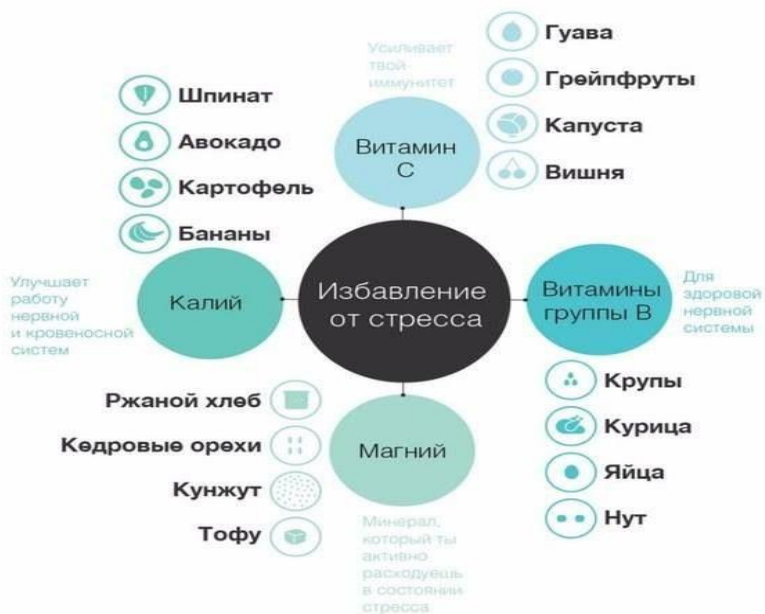 Усиливает
твой
иммунитет
Витамин
С
Гуава
Грейпфруты
Капуста
Вишня
Шпинат
Авокадо
Картофель
Бананы
Улучшает
работу
нервной
и кровеносной
систем
Калий
Избавление
от стресса
Витамины
группы В
Для
здоровой
нервной
системы
Крупы
Курица
Яйца
Нут
Ржаной хлеб
Кедровые орехи
Кунжут
Тофу
Магний
Минерал,
который ты
активно
расходуешь
в состоянии
стресса